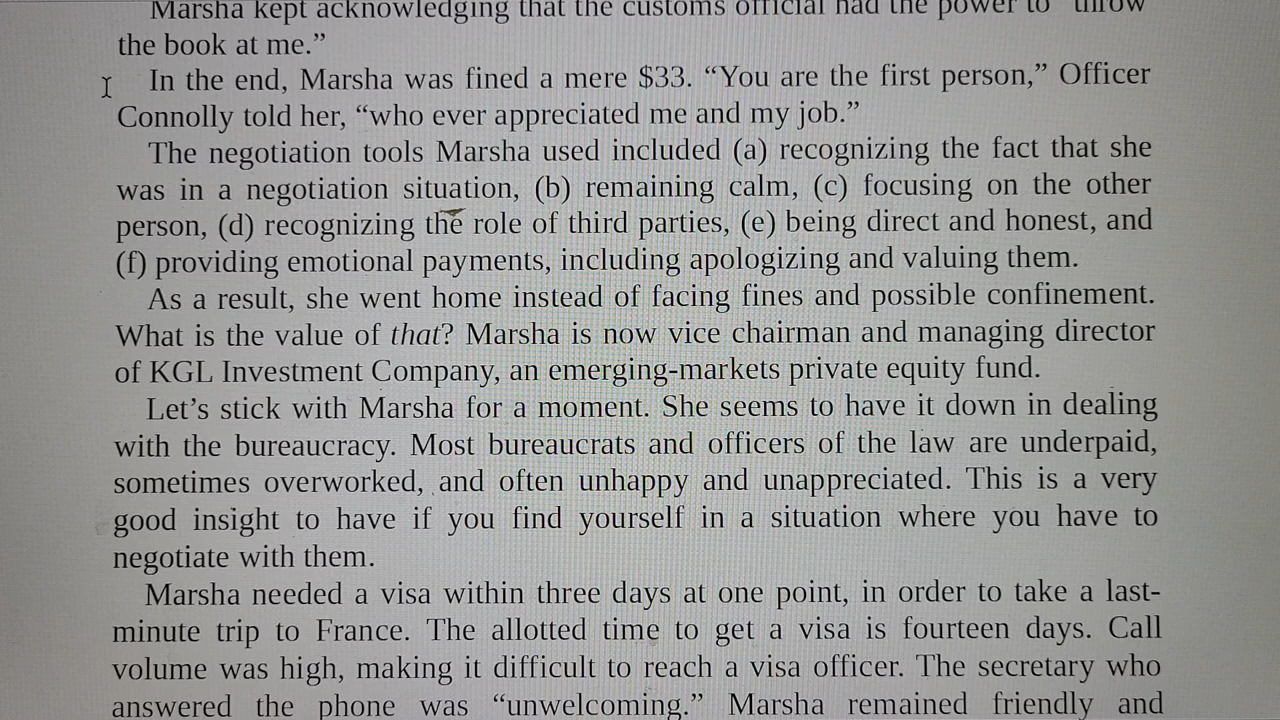 Marsha kept acknowledging that the customs official had the power to “throw
the book at me.”
In the end, Marsha was fined a mere $33. “You are the first person,” Officer
Connolly told her, “who ever appreciated me and my job.”
The negotiation tools Marsha used included (a) recognizing the fact that she
was in a negotiation situation, (b) remaining calm, (c) focusing on the other
person, (d) recognizing the role of third parties, (e) being direct and honest, and
(f) providing emotional payments, including apologizing and valuing them.
As a result, she went home instead of facing fines and possible confinement.
What is the value of that? Marsha is now vice chairman and managing director
of KGL Investment Company, an emerging-markets private equity fund.
Let’s stick with Marsha for a moment. She seems to have it down in dealing
with the bureaucracy. Most bureaucrats and officers of the law are underpaid,
sometimes overworked, and often unhappy and unappreciated. This is a very
good insight to have if you find yourself in a situation where you have to
negotiate with them.
Marsha needed a visa within three days at one point, in order to take a last-
minute trip to France. The allotted time to get a visa is fourteen days. Call
volume was high, making it difficult to reach a visa officer. The secretary who
answered the phone was “unwelcoming.” Marsha remained friendly and